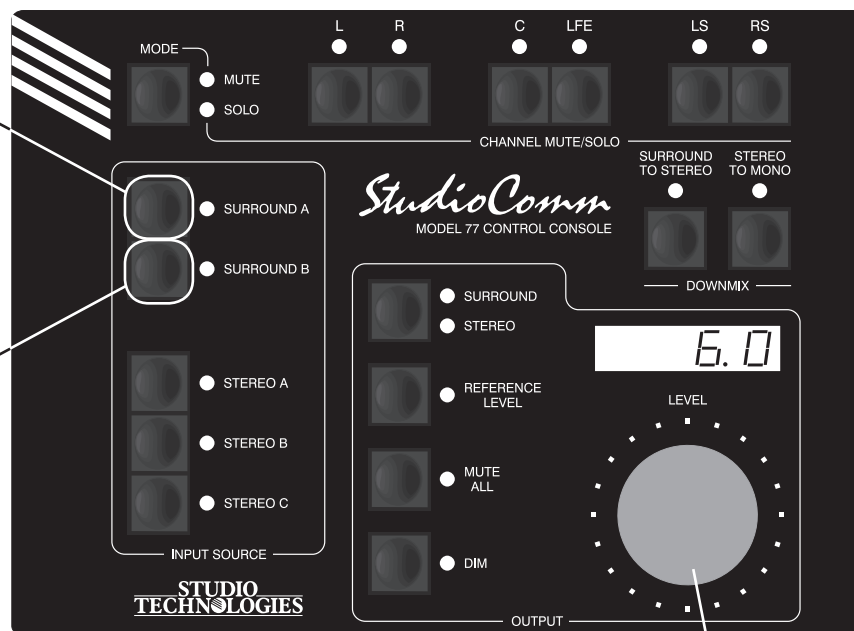 L R C LFE LS RS
MODE
MUTE
SOLO
CHANNEL MUTE/SOLO
SURROUND
TO STEREO
STEREO
TO MONO
DOWNMIX
StudioComm
MODEL 77 CONTROL CONSOLE
SURROUND A
SURROUND B
STEREO A
STEREO B
STEREO C
INPUT SOURCE
SURROUND
STEREO
REFERENCE
LEVEL
MUTE
ALL
DIM
6.0
LEVEL
OUTPUT
STUDIO
TECHNOLOGIES